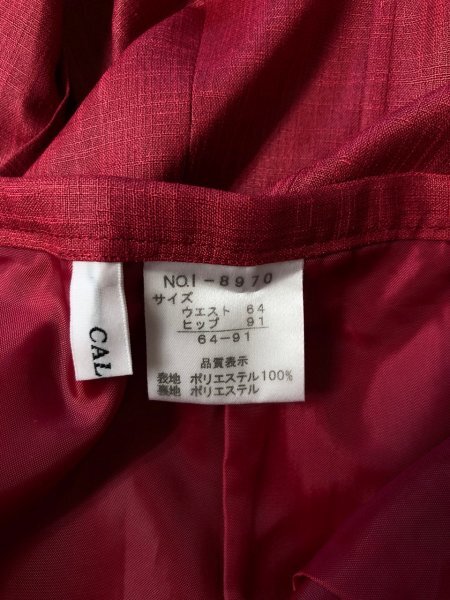 NO.I-8970
サイズ
ウエスト 64
ヒップ 91
64-91
品質表示
表地 ポリエステル100%
裏地 ポリエステル
CAL